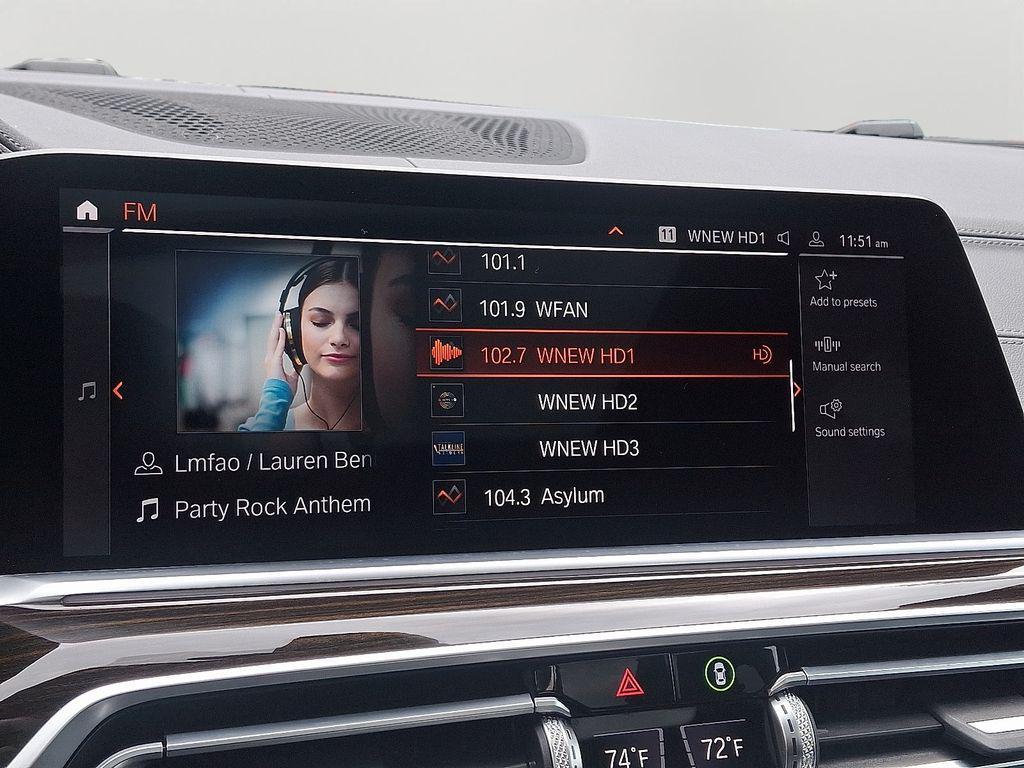 FM
11 WNEW HD1 11:51 am
101.1
101.9 WFAN
102.7 WNEW HD1 HD
WNEW HD2
WNEW HD3
104.3 Asylum
Lmfao / Lauren Ben
Party Rock Anthem
Add to presets
Manual search
Sound settings
TALKLINE
74°F
72°F